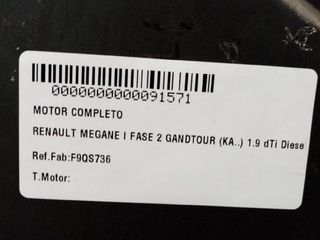 0000000000091571
MOTOR COMPLETO
RENAULT MEGANE I FASE 2 GANDTOUR (KA..) 1.9 dTi Diese
Ref.Fab:F9QS736
T.Motor: